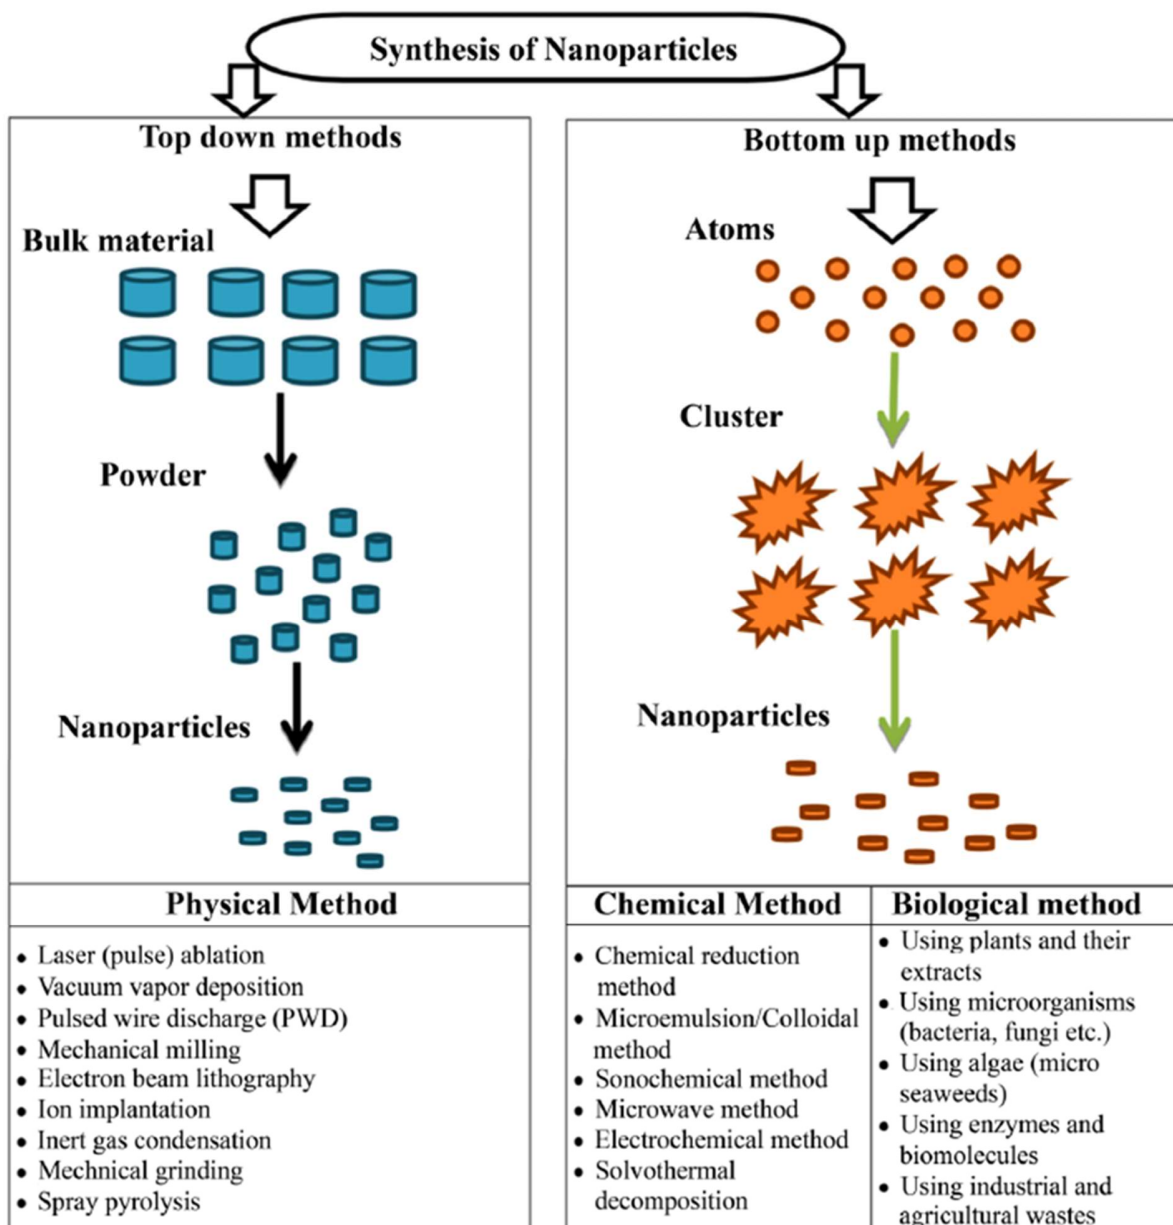 Synthesis of Nanoparticles
Top down methods
Bulk material
Powder
Nanoparticles
Physical Method
• Laser (pulse) ablation
• Vacuum vapor deposition
• Pulsed wire discharge (PWD)
• Mechanical milling
• Electron beam lithography
• Ion implantation
• Inert gas condensation
• Mechnical grinding
• Spray pyrolysis
Bottom up methods
Atoms
Cluster
Nanoparticles
Chemical Method
• Chemical reduction
method
• Microemulsion/Colloidal
method
• Sonochemical method
• Microwave method
• Electrochemical method
• Solvothermal
decomposition
Biological method
• Using plants and their
extracts
• Using microorganisms
(bacteria, fungi etc.)
• Using algae (micro
seaweeds)
• Using enzymes and
biomolecules
• Using industrial and
agricultural wastes